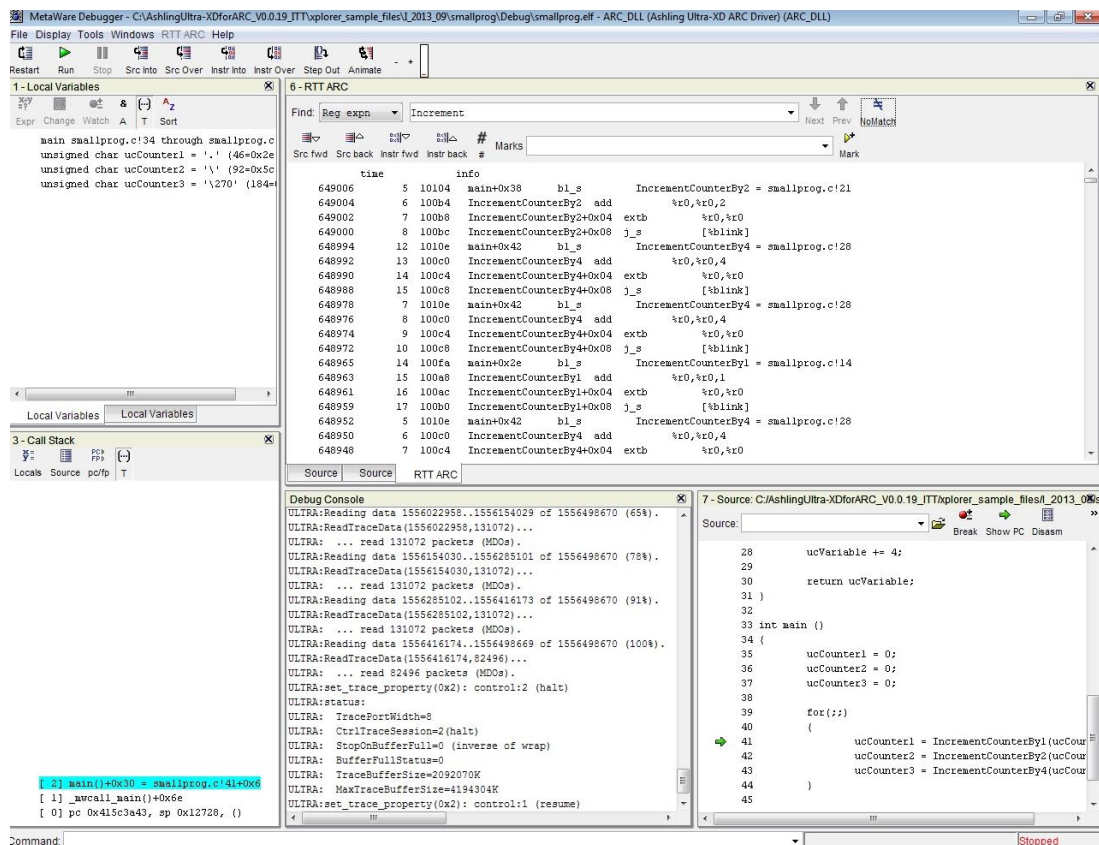 MetaWare Debugger - C:\AshlingUltra-XDforARC_V0.0.19_ITT\xplorer_sample_files\I_2013_09\smallprog\Debug\smallprog.elf - ARC_DLL (Ashling Ultra-XD ARC Driver) (ARC_DLL)
File Display Tools Windows RTT ARC Help
Restart Run Stop Src Into Src Over Instr Into Instr Over Step Out Animate - +
1 - Local Variables
Expr Change Watch A T Sort
main smallprog.c!34 through smallprog.c
unsigned char ucCounter1 = '.' (46=0x2e
unsigned char ucCounter2 = '\' (92=0x5c
unsigned char ucCounter3 = '\270' (184=
Local Variables Local Variables
3 - Call Stack
Locals Source pc/fp T
[ 2] main()+0x30 = smallprog.c!41+0x6
[ 1] _mwcall_main()+0x6e
[ 0] pc 0x415c3a43, sp 0x12728, ()
6 - RTT ARC
Find: Reg expn Increment Next Prev NoMatch
Src fwd Src back Instr fwd Instr back # Marks Mark
time info
649006 5 10104 main+0x38 bl_s IncrementCounterBy2 = smallprog.c!21
649004 6 100b4 IncrementCounterBy2 add %r0,%r0,2
649002 7 100b8 IncrementCounterBy2+0x04 extb %r0,%r0
649000 8 100bc IncrementCounterBy2+0x08 j_s [%blink]
648994 12 1010e main+0x42 bl_s IncrementCounterBy4 = smallprog.c!28
648992 13 100c0 IncrementCounterBy4 add %r0,%r0,4
648990 14 100c4 IncrementCounterBy4+0x04 extb %r0,%r0
648988 15 100c8 IncrementCounterBy4+0x08 j_s [%blink]
648978 7 1010e main+0x42 bl_s IncrementCounterBy4 = smallprog.c!28
648976 8 100c0 IncrementCounterBy4 add %r0,%r0,4
648974 9 100c4 IncrementCounterBy4+0x04 extb %r0,%r0
648972 10 100c8 IncrementCounterBy4+0x08 j_s [%blink]
648965 14 100fa main+0x2e bl_s IncrementCounterBy1 = smallprog.c!14
648963 15 100a8 IncrementCounterBy1 add %r0,%r0,1
648961 16 100ac IncrementCounterBy1+0x04 extb %r0,%r0
648959 17 100b0 IncrementCounterBy1+0x08 j_s [%blink]
648952 5 1010e main+0x42 bl_s IncrementCounterBy4 = smallprog.c!28
648950 6 100c0 IncrementCounterBy4 add %r0,%r0,4
648948 7 100c4 IncrementCounterBy4+0x04 extb %r0,%r0
Source Source RTT ARC
Debug Console
ULTRA:Reading data 1556022958..1556154029 of 1556498670 (65%).
ULTRA:ReadTraceData(1556022958,131072)...
ULTRA: ... read 131072 packets (MDOs).
ULTRA:Reading data 1556154030..1556285101 of 1556498670 (78%).
ULTRA:ReadTraceData(1556154030,131072)...
ULTRA: ... read 131072 packets (MDOs).
ULTRA:Reading data 1556285102..1556416173 of 1556498670 (91%).
ULTRA:ReadTraceData(1556285102,131072)...
ULTRA: ... read 131072 packets (MDOs).
ULTRA:Reading data 1556416174..1556498669 of 1556498670 (100%).
ULTRA:ReadTraceData(1556416174,82496)...
ULTRA: ... read 82496 packets (MDOs).
ULTRA:set_trace_property(0x2): control:2 (halt)
ULTRA:status:
ULTRA: TracePortWidth=8
ULTRA: CtrlTraceSession=2(halt)
ULTRA: StopOnBufferFull=0 (inverse of wrap)
ULTRA: BufferFullStatus=0
ULTRA: TraceBufferSize=2092070K
ULTRA: MaxTraceBufferSize=4194304K
ULTRA:set_trace_property(0x2): control:1 (resume)
7 - Source: C:/AshlingUltra-XDforARC_V0.0.19_ITT/xplorer_sample_files/I_2013_0
Source: Break Show PC Disasm
28 ucVariable += 4;
29
30 return ucVariable;
31 }
32
33 int main ()
34 {
35 ucCounter1 = 0;
36 ucCounter2 = 0;
37 ucCounter3 = 0;
38
39 for(;;)
40 {
41 ucCounter1 = IncrementCounterBy1(ucCour
42 ucCounter2 = IncrementCounterBy2(ucCour
43 ucCounter3 = IncrementCounterBy4(ucCour
44 }
45
Command: Stopped